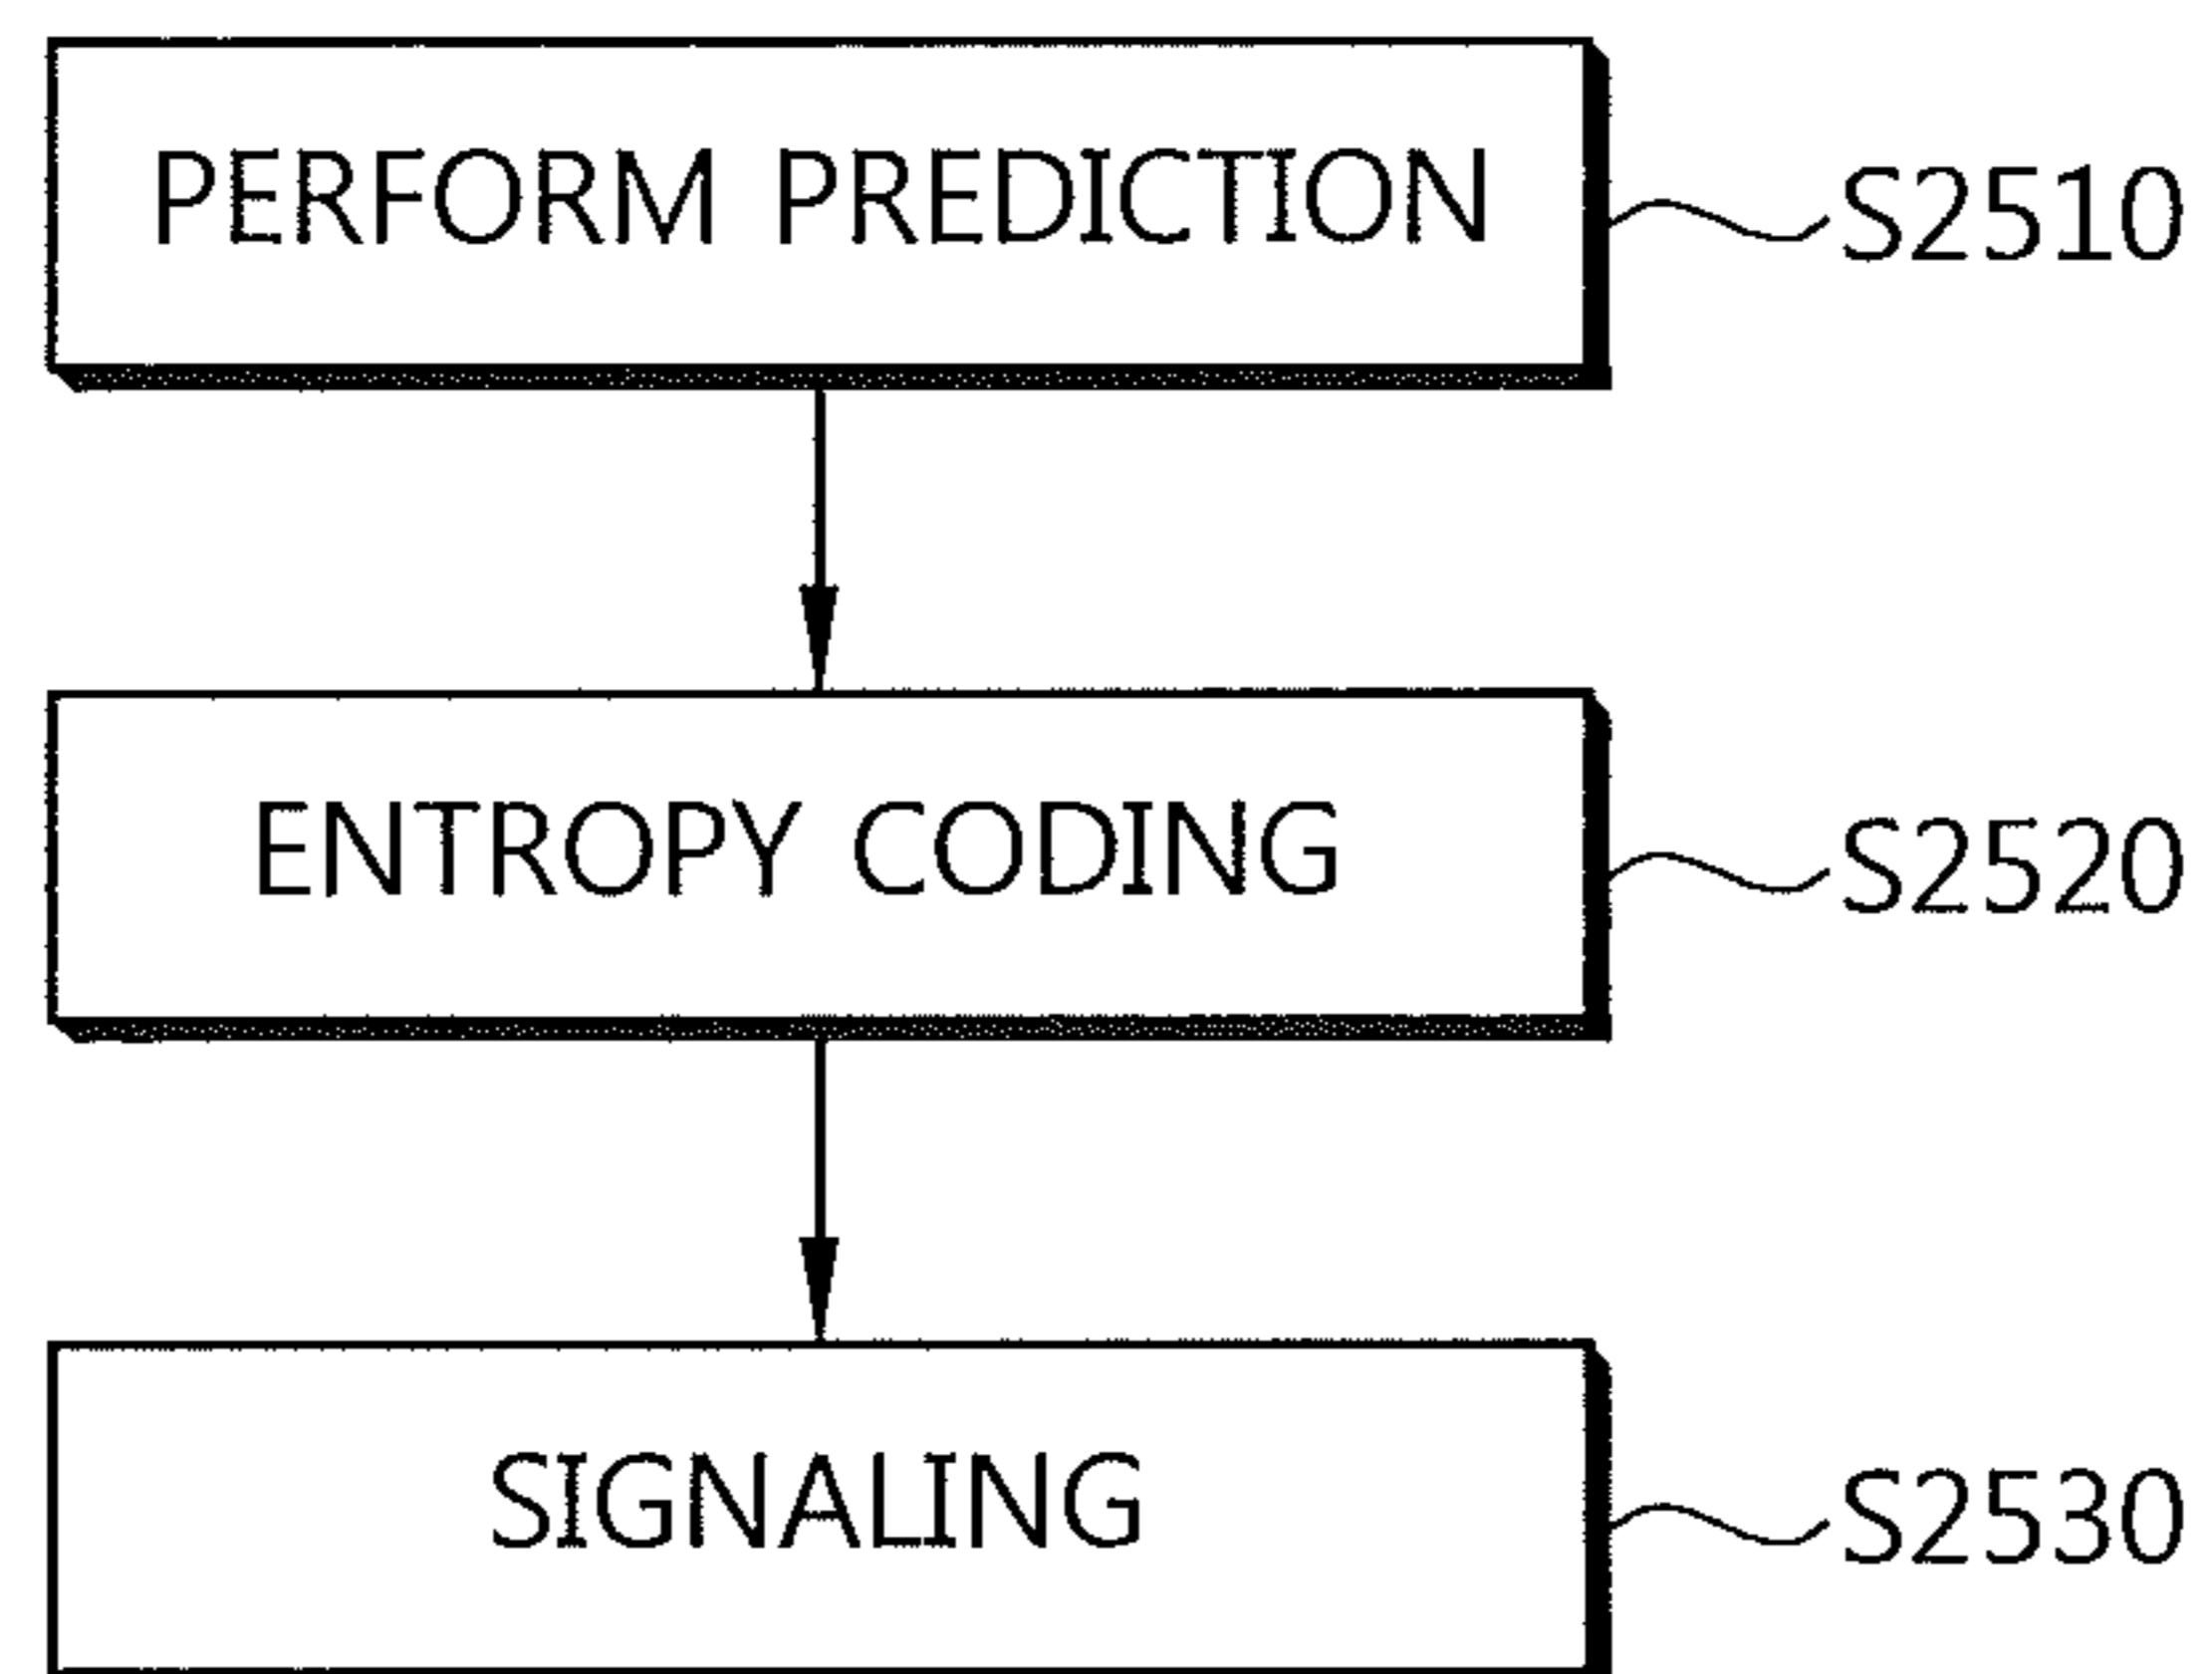 PERFORM PREDICTION
S2510
ENTROPY CODING
S2520
SIGNALING
S2530